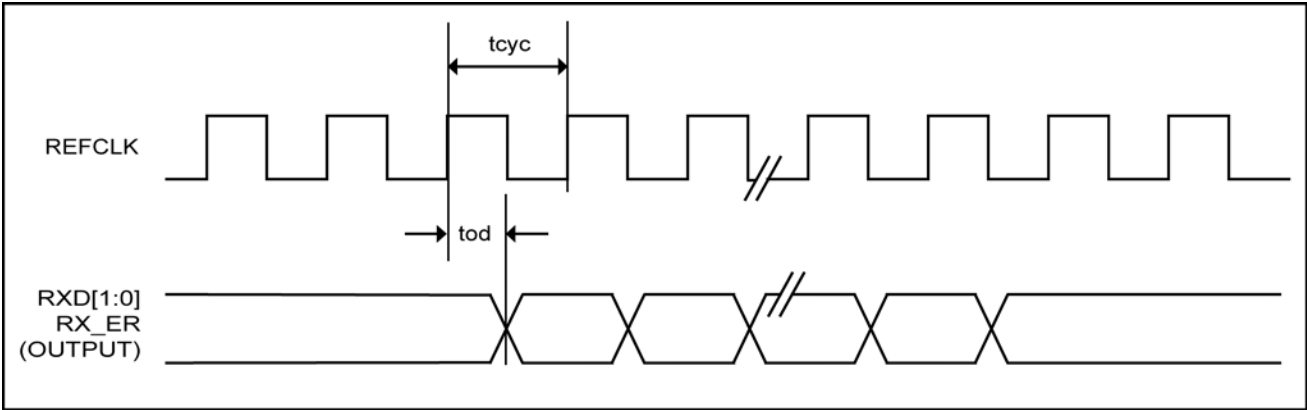 tcyc
REFCLK
tod
RXD[1:0]
RX_ER
(OUTPUT)